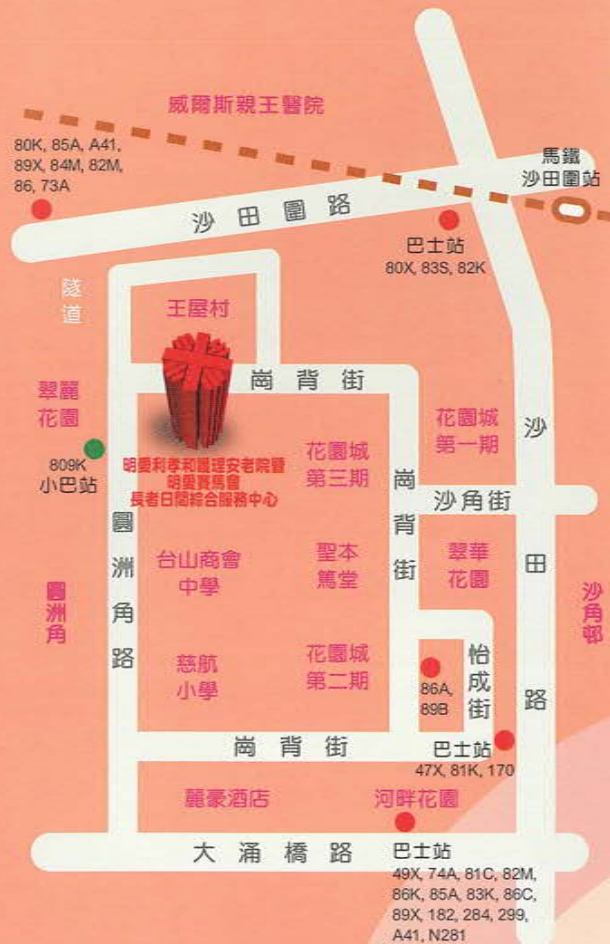 威爾斯親王醫院
80K, 85A, A41,
89X, 84M, 82M,
86, 73A
馬鐵
沙田圍站
沙田圍路
巴士站
80X, 83S, 82K
隧道
王屋村
崗背街
翠麗
花園
809K
小巴站
明愛利孝和護理安老院暨
明愛賽馬會
長者日間綜合服務中心
花園城
第三期
花園城
第一期
沙田路
崗背街
沙角街
圓洲角路
台山商會
中學
聖本
篤堂
翠華
花園
圓洲角
沙角邨
慈航
小學
花園城
第二期
86A,
89B
怡成街
崗背街
巴士站
47X, 81K, 170
麗豪酒店
河畔花園
大涌橋路
巴士站
49X, 74A, 81C, 82M,
86K, 85A, 83K, 86C,
89X, 182, 284, 299,
A41, N281